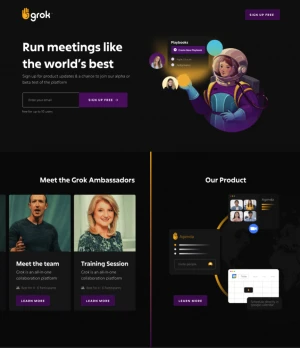 grok
SIGN UP FREE
Run meetings like
the world's best
Sign up for product updates & a chance to join our alpha or
beta test of the platform.
Enter your email
SIGN UP FREE
Playbooks
Meet the Grok Ambassadors
Our Product
Agenda
Meet the team
Grok is an all-in-one
collaboration platform
Training Session
Grok is an all-in-one
collaboration platform
LEARN MORE
LEARN MORE
LEARN MORE